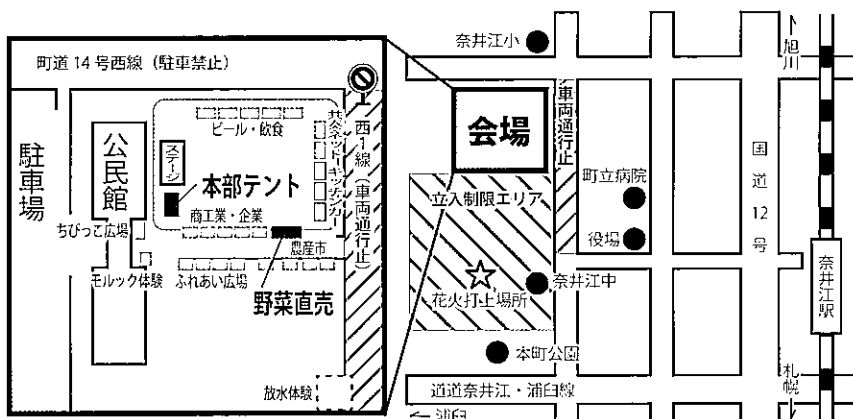 町道14号西線（駐車禁止）
駐車場
公民館
ステージ
ビール・飲食
本部テント
商工業・企業
キッチンカー
西1線（車両通行止）
ちびっこ広場
モルック体験
農産市
ふれあい広場
野菜直売
放水体験
奈井江小
車両通行止
会場
立入制限エリア
町立病院
役場
花火打上場所
奈井江中
本町公園
道道奈井江・浦臼線
←浦臼
国道12号
旭川
奈井江駅
札幌